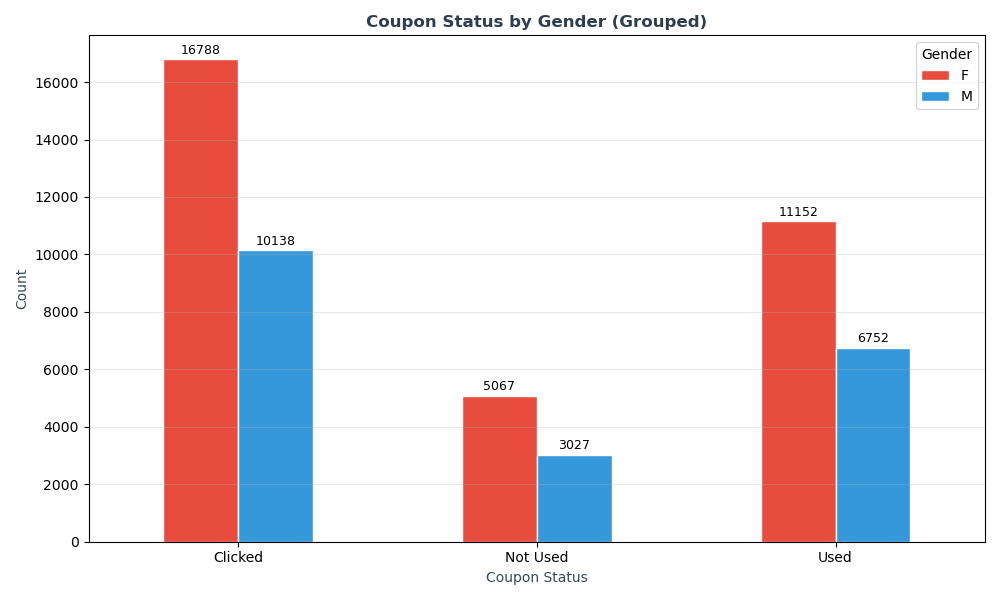 Coupon Status by Gender (Grouped)
Gender
F
M
16788
10138
5067
3027
11152
6752
16000
14000
12000
10000
8000
6000
4000
2000
0
Count
Clicked
Not Used
Used
Coupon Status